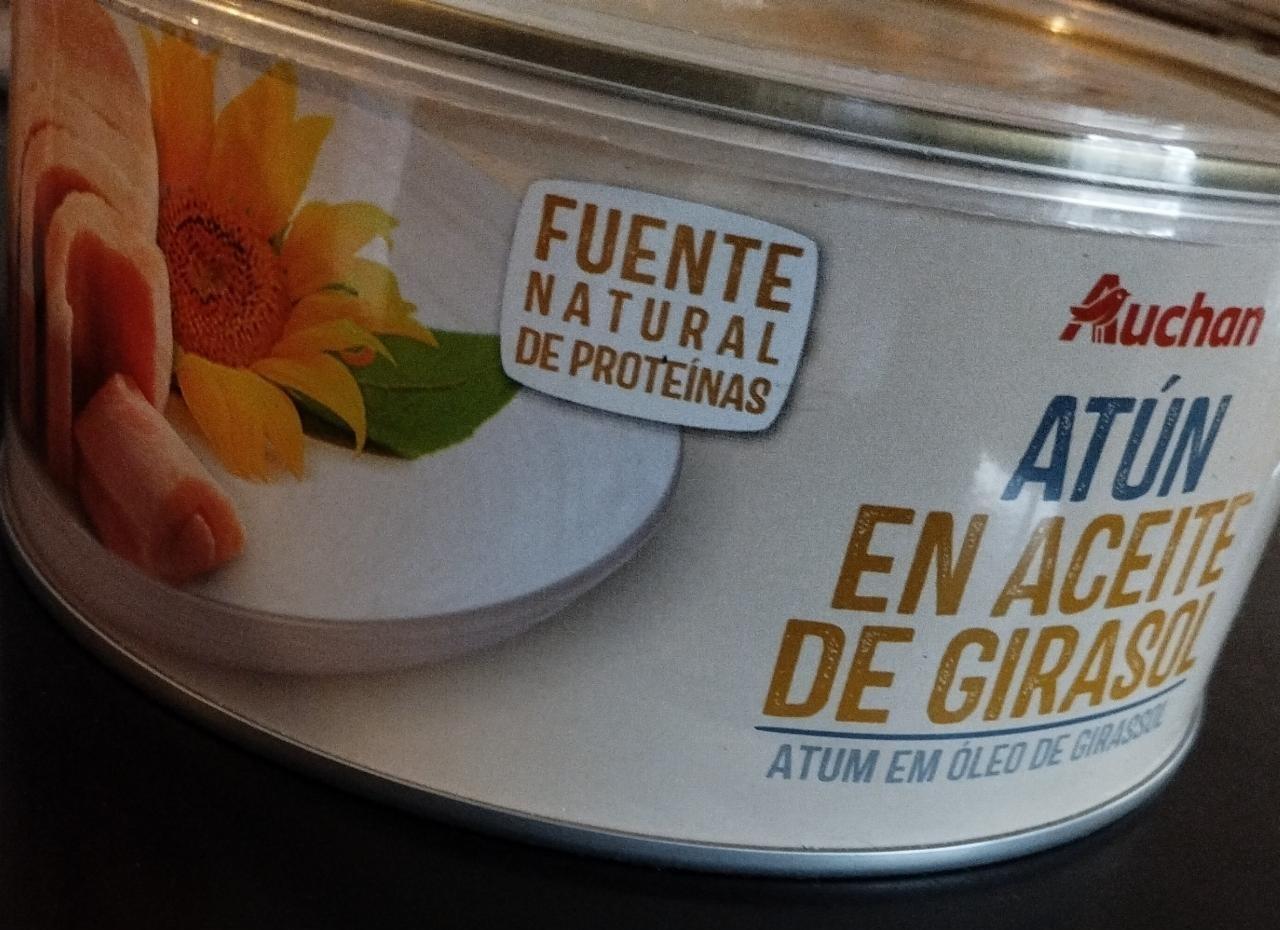 FUENTE
NATURAL
DE PROTEÍNAS
Auchan
ATÚN
EN ACEITE
DE GIRASOL
ATUM EM ÓLEO DE GIRASSOL